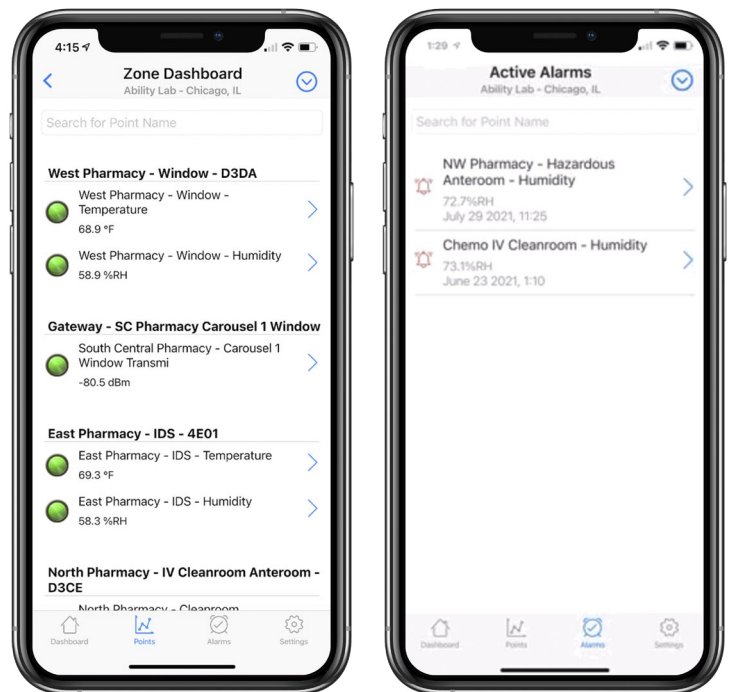 4:15
Zone Dashboard
Ability Lab - Chicago, IL
Search for Point Name
West Pharmacy - Window - D3DA
West Pharmacy - Window -
Temperature
68.9 °F
West Pharmacy - Window - Humidity
58.9 %RH
Gateway - SC Pharmacy Carousel 1 Window
South Central Pharmacy - Carousel 1
Window Transmi
-80.5 dBm
East Pharmacy - IDS - 4E01
East Pharmacy - IDS - Temperature
69.3 °F
East Pharmacy - IDS - Humidity
58.3 %RH
North Pharmacy - IV Cleanroom Anteroom -
D3CE
North Pharmacy - Cleanroom
Dashboard
Points
Alarms
Settings
1:29
Active Alarms
Ability Lab - Chicago, IL
Search for Point Name
NW Pharmacy - Hazardous
Anteroom - Humidity
72.7%RH
July 29 2021, 11:25
Chemo IV Cleanroom - Humidity
73.1%RH
June 23 2021, 1:10
Dashboard
Points
Alarms
Settings